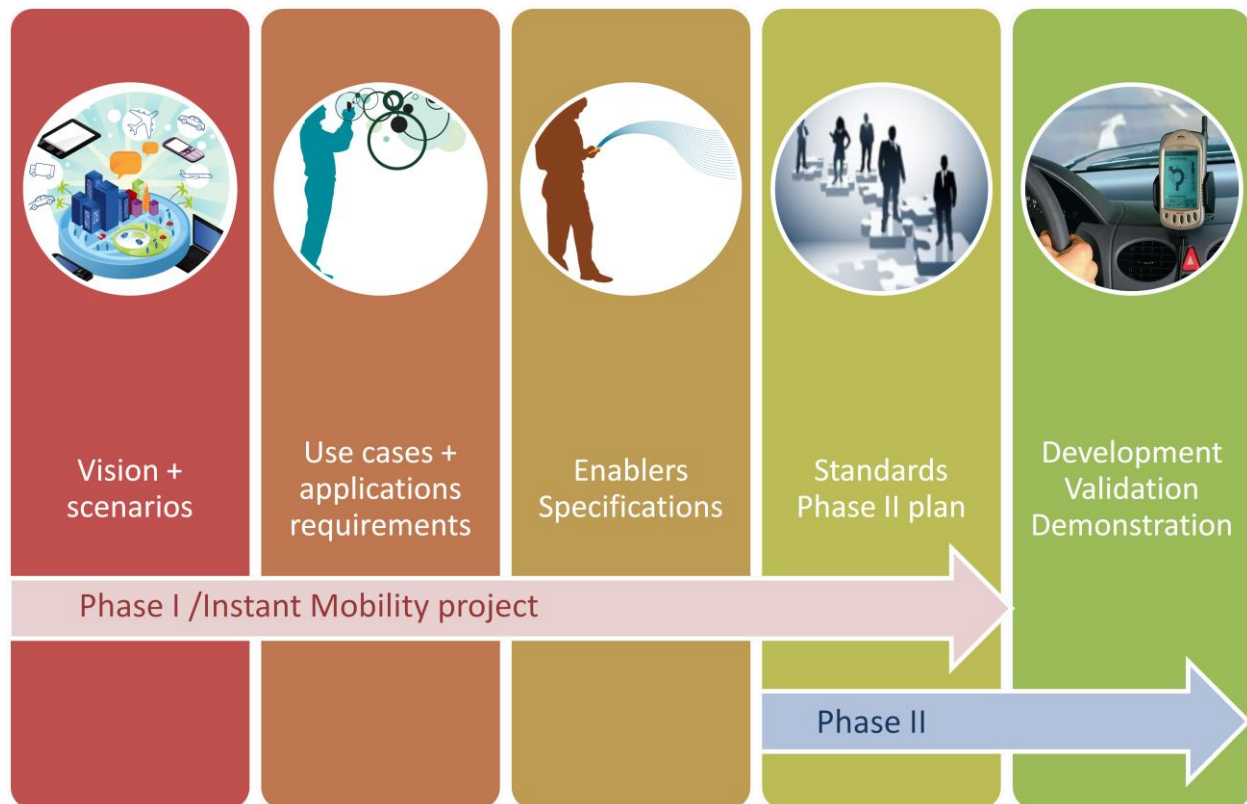 Vision +
scenarios
Use cases +
applications
requirements
Enablers
Specifications
Standards
Phase II plan
Development
Validation
Demonstration
Phase I /Instant Mobility project
Phase II